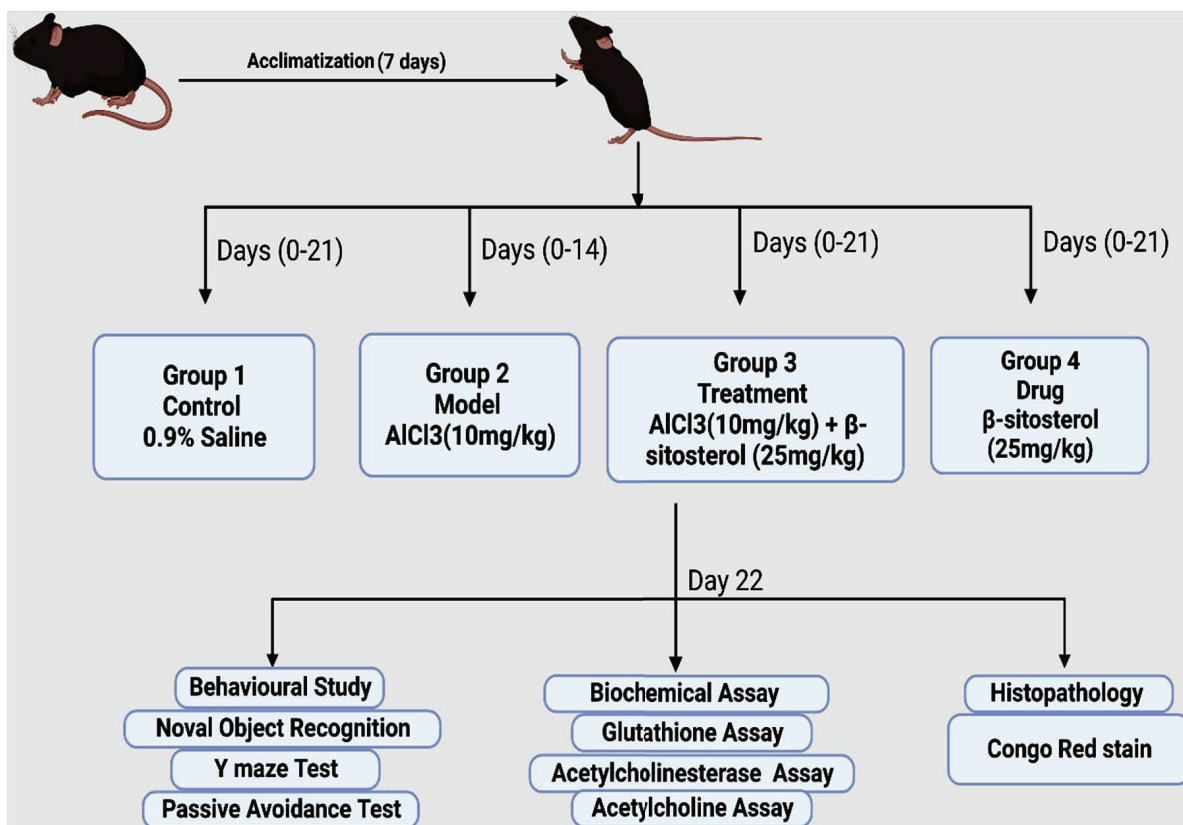 Acclimatization (7 days)
Days (0-21)
Days (0-14)
Days (0-21)
Days (0-21)
Group 1
Control
0.9% Saline
Group 2
Model
AlCl3(10mg/kg)
Group 3
Treatment
AlCl3(10mg/kg) + β-
sitosterol (25mg/kg)
Group 4
Drug
β-sitosterol
(25mg/kg)
Day 22
Behavioural Study
Noval Object Recognition
Y maze Test
Passive Avoidance Test
Biochemical Assay
Glutathione Assay
Acetylcholinesterase Assay
Acetylcholine Assay
Histopathology
Congo Red stain